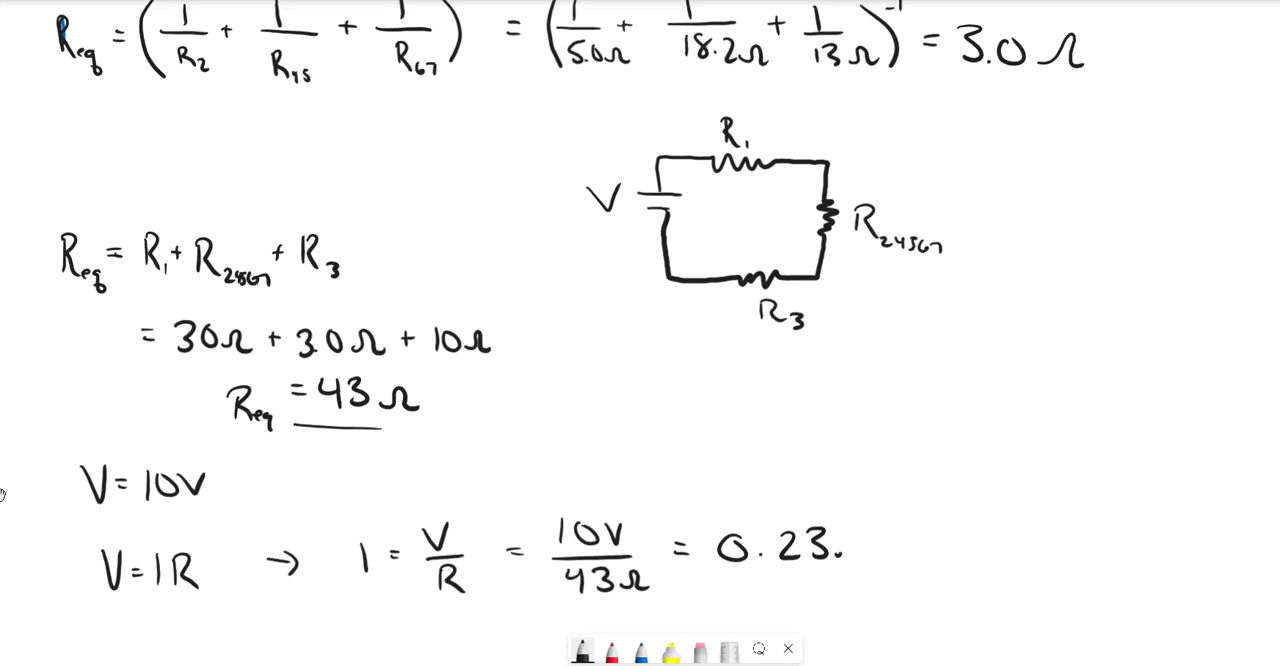 Req = (1/R2 + 1/R45 + 1/R67) = (1/5.0Ω + 1/18.2Ω + 1/13Ω)^-1 = 3.0 Ω
R1
V
R24567
Req = R1 + R24567 + R3
R3
= 30Ω + 3.0Ω + 10Ω
Req = 43 Ω
V = 10V
V = IR → I = V/R = 10V/43Ω = 0.23.